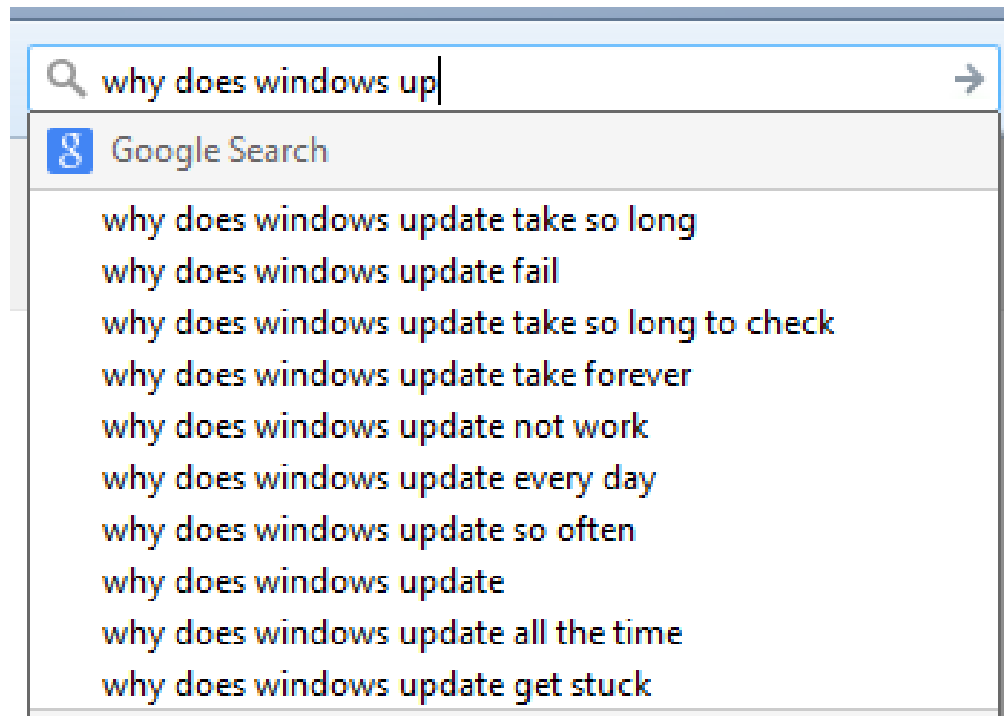 why does windows up
g Google Search
why does windows update take so long
why does windows update fail
why does windows update take so long to check
why does windows update take forever
why does windows update not work
why does windows update every day
why does windows update so often
why does windows update
why does windows update all the time
why does windows update get stuck